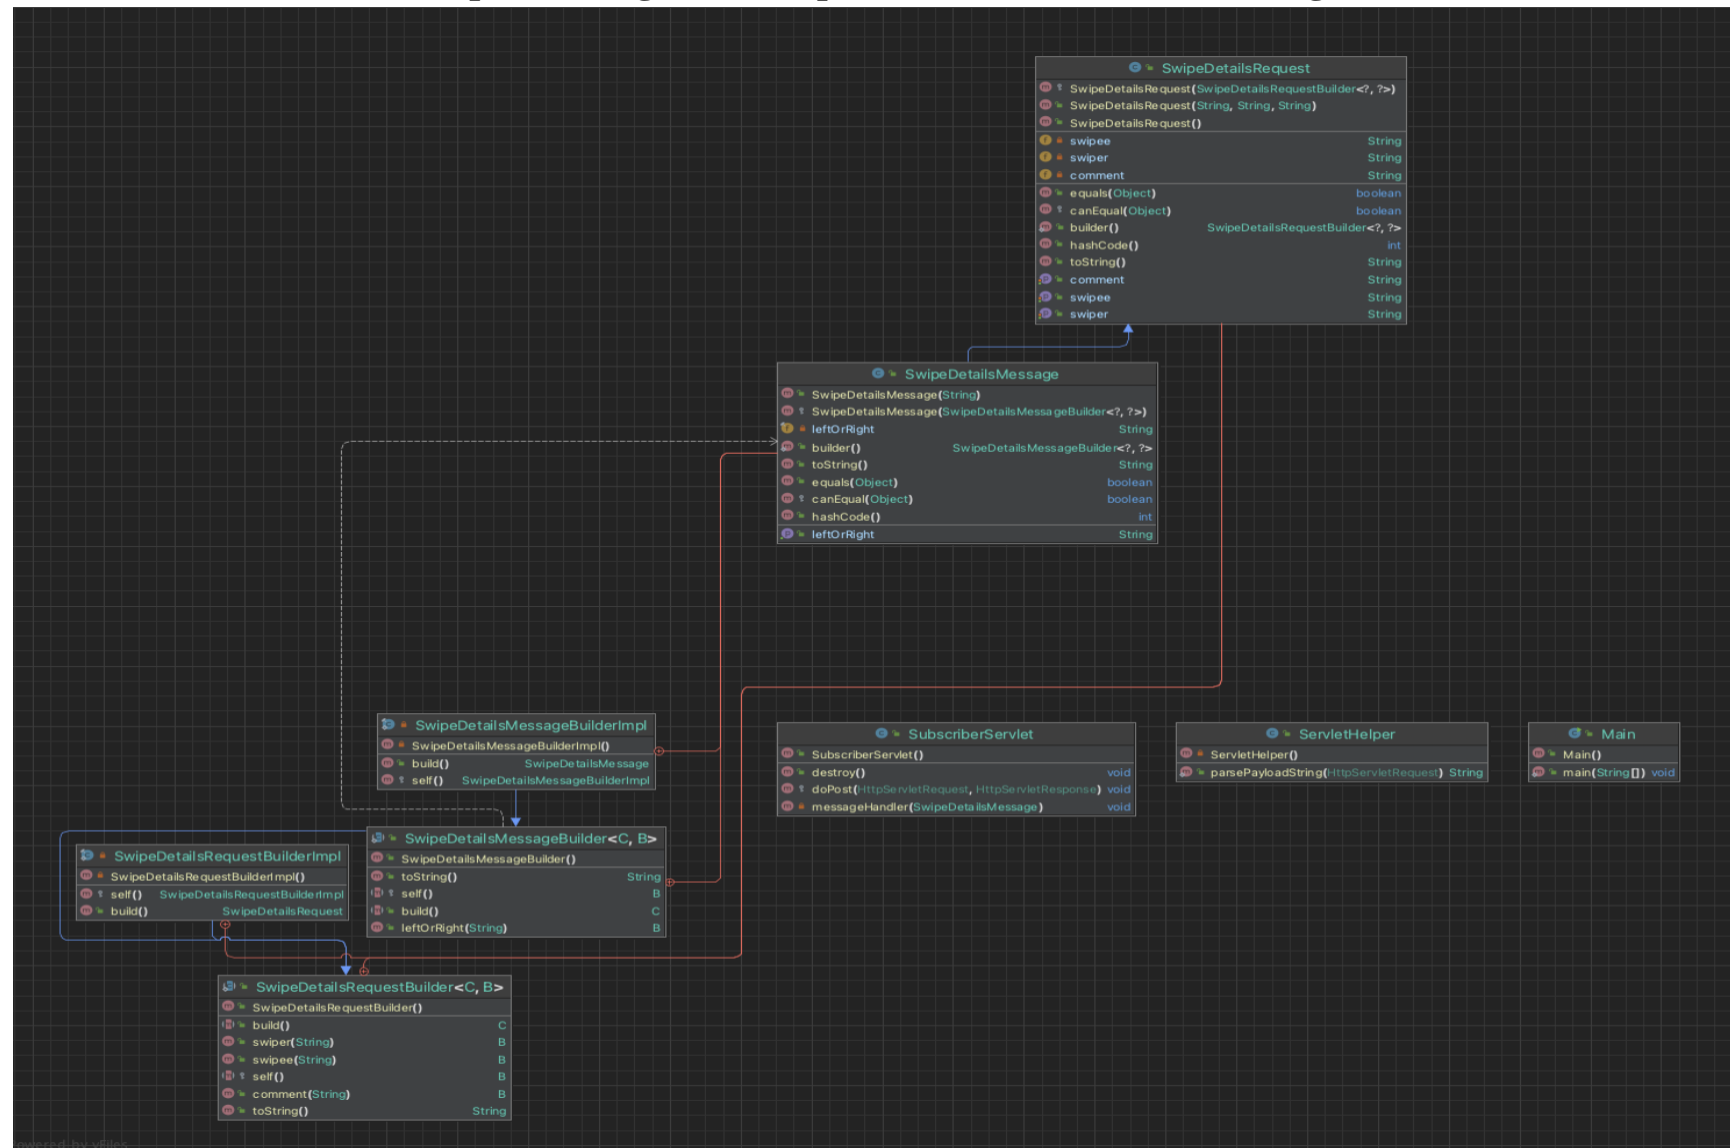 SwipeDetailsRequest
SwipeDetailsRequest(SwipeDetailsRequestBuilder<?, ?>)
SwipeDetailsRequest(String, String, String)
SwipeDetailsRequest()
swipee String
swiper String
comment String
equals(Object) boolean
canEqual(Object) boolean
builder() SwipeDetailsRequestBuilder<?, ?>
hashCode() int
toString() String
comment String
swipee String
swiper String
SwipeDetailsMessage
SwipeDetailsMessage(String)
SwipeDetailsMessage(SwipeDetailsMessageBuilder<?, ?>)
leftOrRight String
builder() SwipeDetailsMessageBuilder<?, ?>
toString() String
equals(Object) boolean
canEqual(Object) boolean
hashCode() int
leftOrRight String
SwipeDetailsMessageBuilderImpl
SwipeDetailsMessageBuilderImpl()
build() SwipeDetailsMessage
self() SwipeDetailsMessageBuilderImpl
SubscriberServlet
SubscriberServlet()
destroy() void
doPost(HttpServletRequest, HttpServletResponse) void
messageHandler(SwipeDetailsMessage) void
ServletHelper
ServletHelper()
parsePayloadString(HttpServletRequest) String
Main
Main()
main(String[]) void
SwipeDetailsMessageBuilder<C, B>
SwipeDetailsMessageBuilder()
toString() String
self() B
build() C
leftOrRight(String) B
SwipeDetailsRequestBuilderImpl
SwipeDetailsRequestBuilderImpl()
self() SwipeDetailsRequestBuilderImpl
build() SwipeDetailsRequest
SwipeDetailsRequestBuilder<C, B>
SwipeDetailsRequestBuilder()
build() C
swiper(String) B
swipee(String) B
self() B
comment(String) B
toString() String